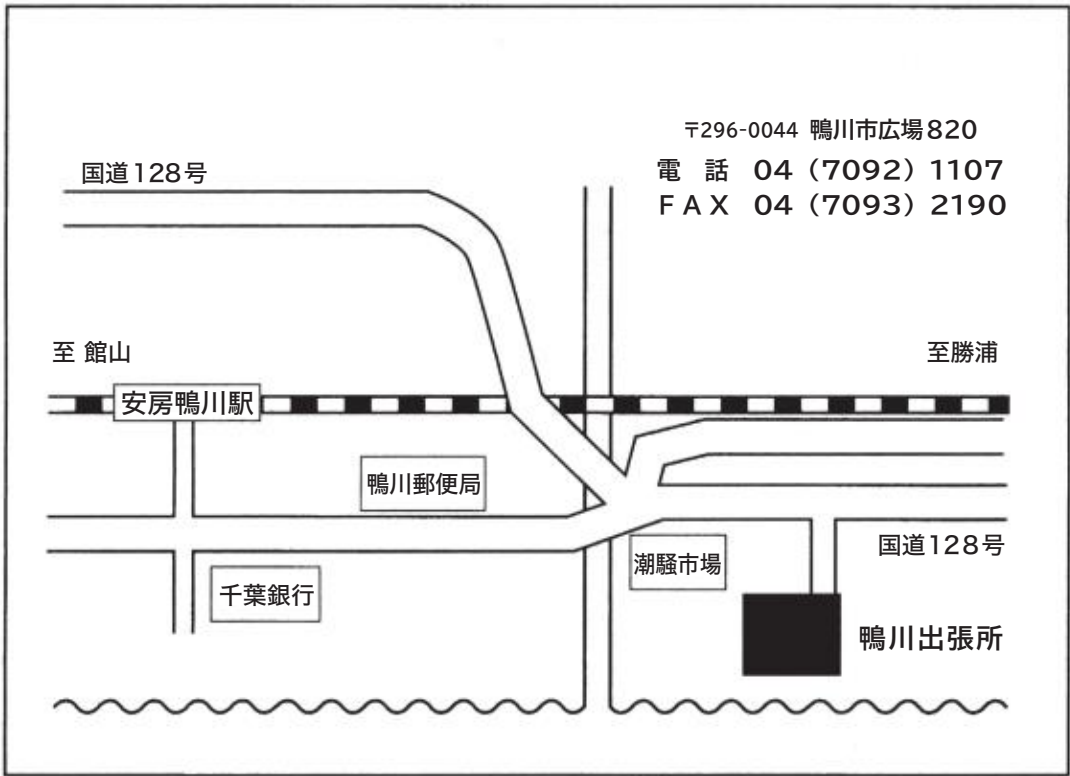 〒296-0044 鴨川市広場820
電 話 04（7092）1107
FAX 04（7093）2190
国道128号
至 館山
至勝浦
安房鴨川駅
鴨川郵便局
国道128号
潮騒市場
千葉銀行
鴨川出張所